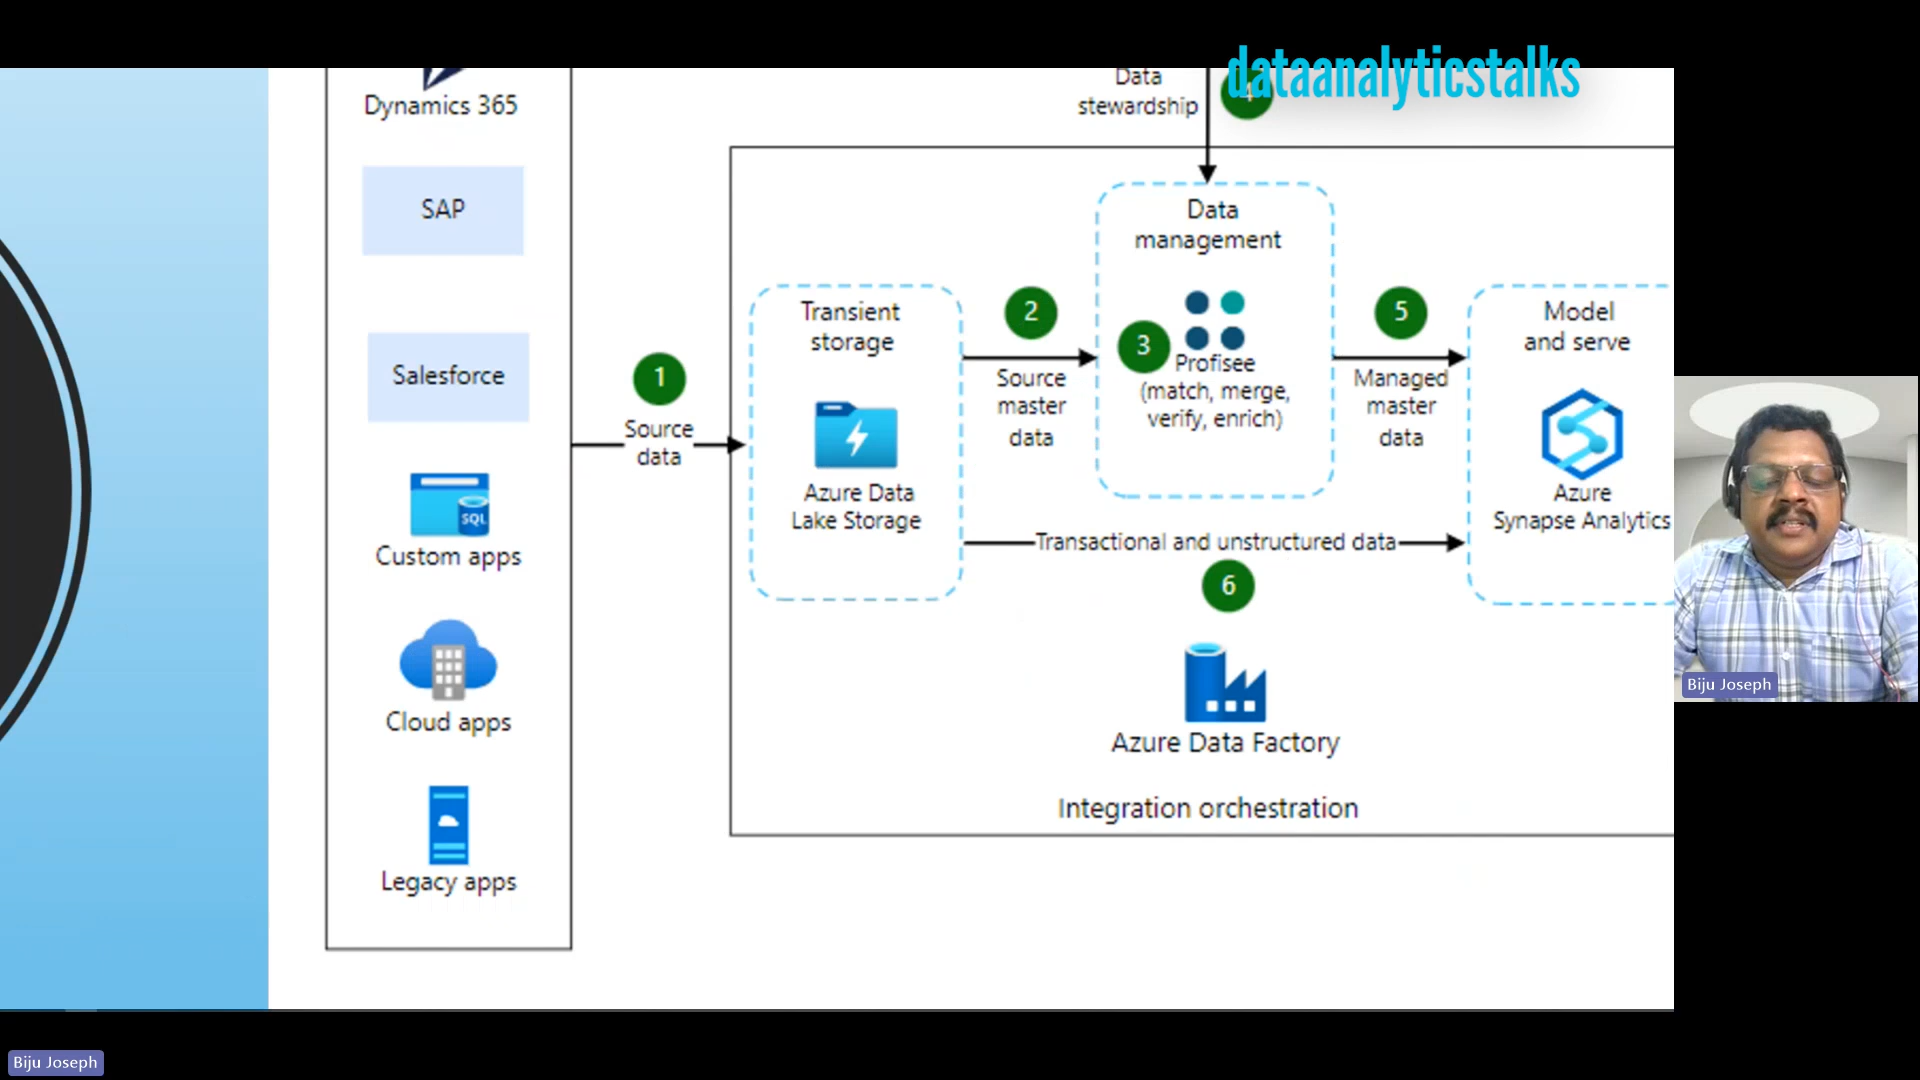 dataanalyticstalks
Dynamics 365
SAP
Salesforce
SQL
Custom apps
Cloud apps
Legacy apps
1
Source
data
Data
stewardship
4
Transient
storage
Azure Data
Lake Storage
2
Source
master
data
Data
management
3
Profisee
(match, merge,
verify, enrich)
5
Managed
master
data
Model
and serve
Azure
Synapse Analytics
Transactional and unstructured data
6
Azure Data Factory
Integration orchestration
Biju Joseph
Biju Joseph